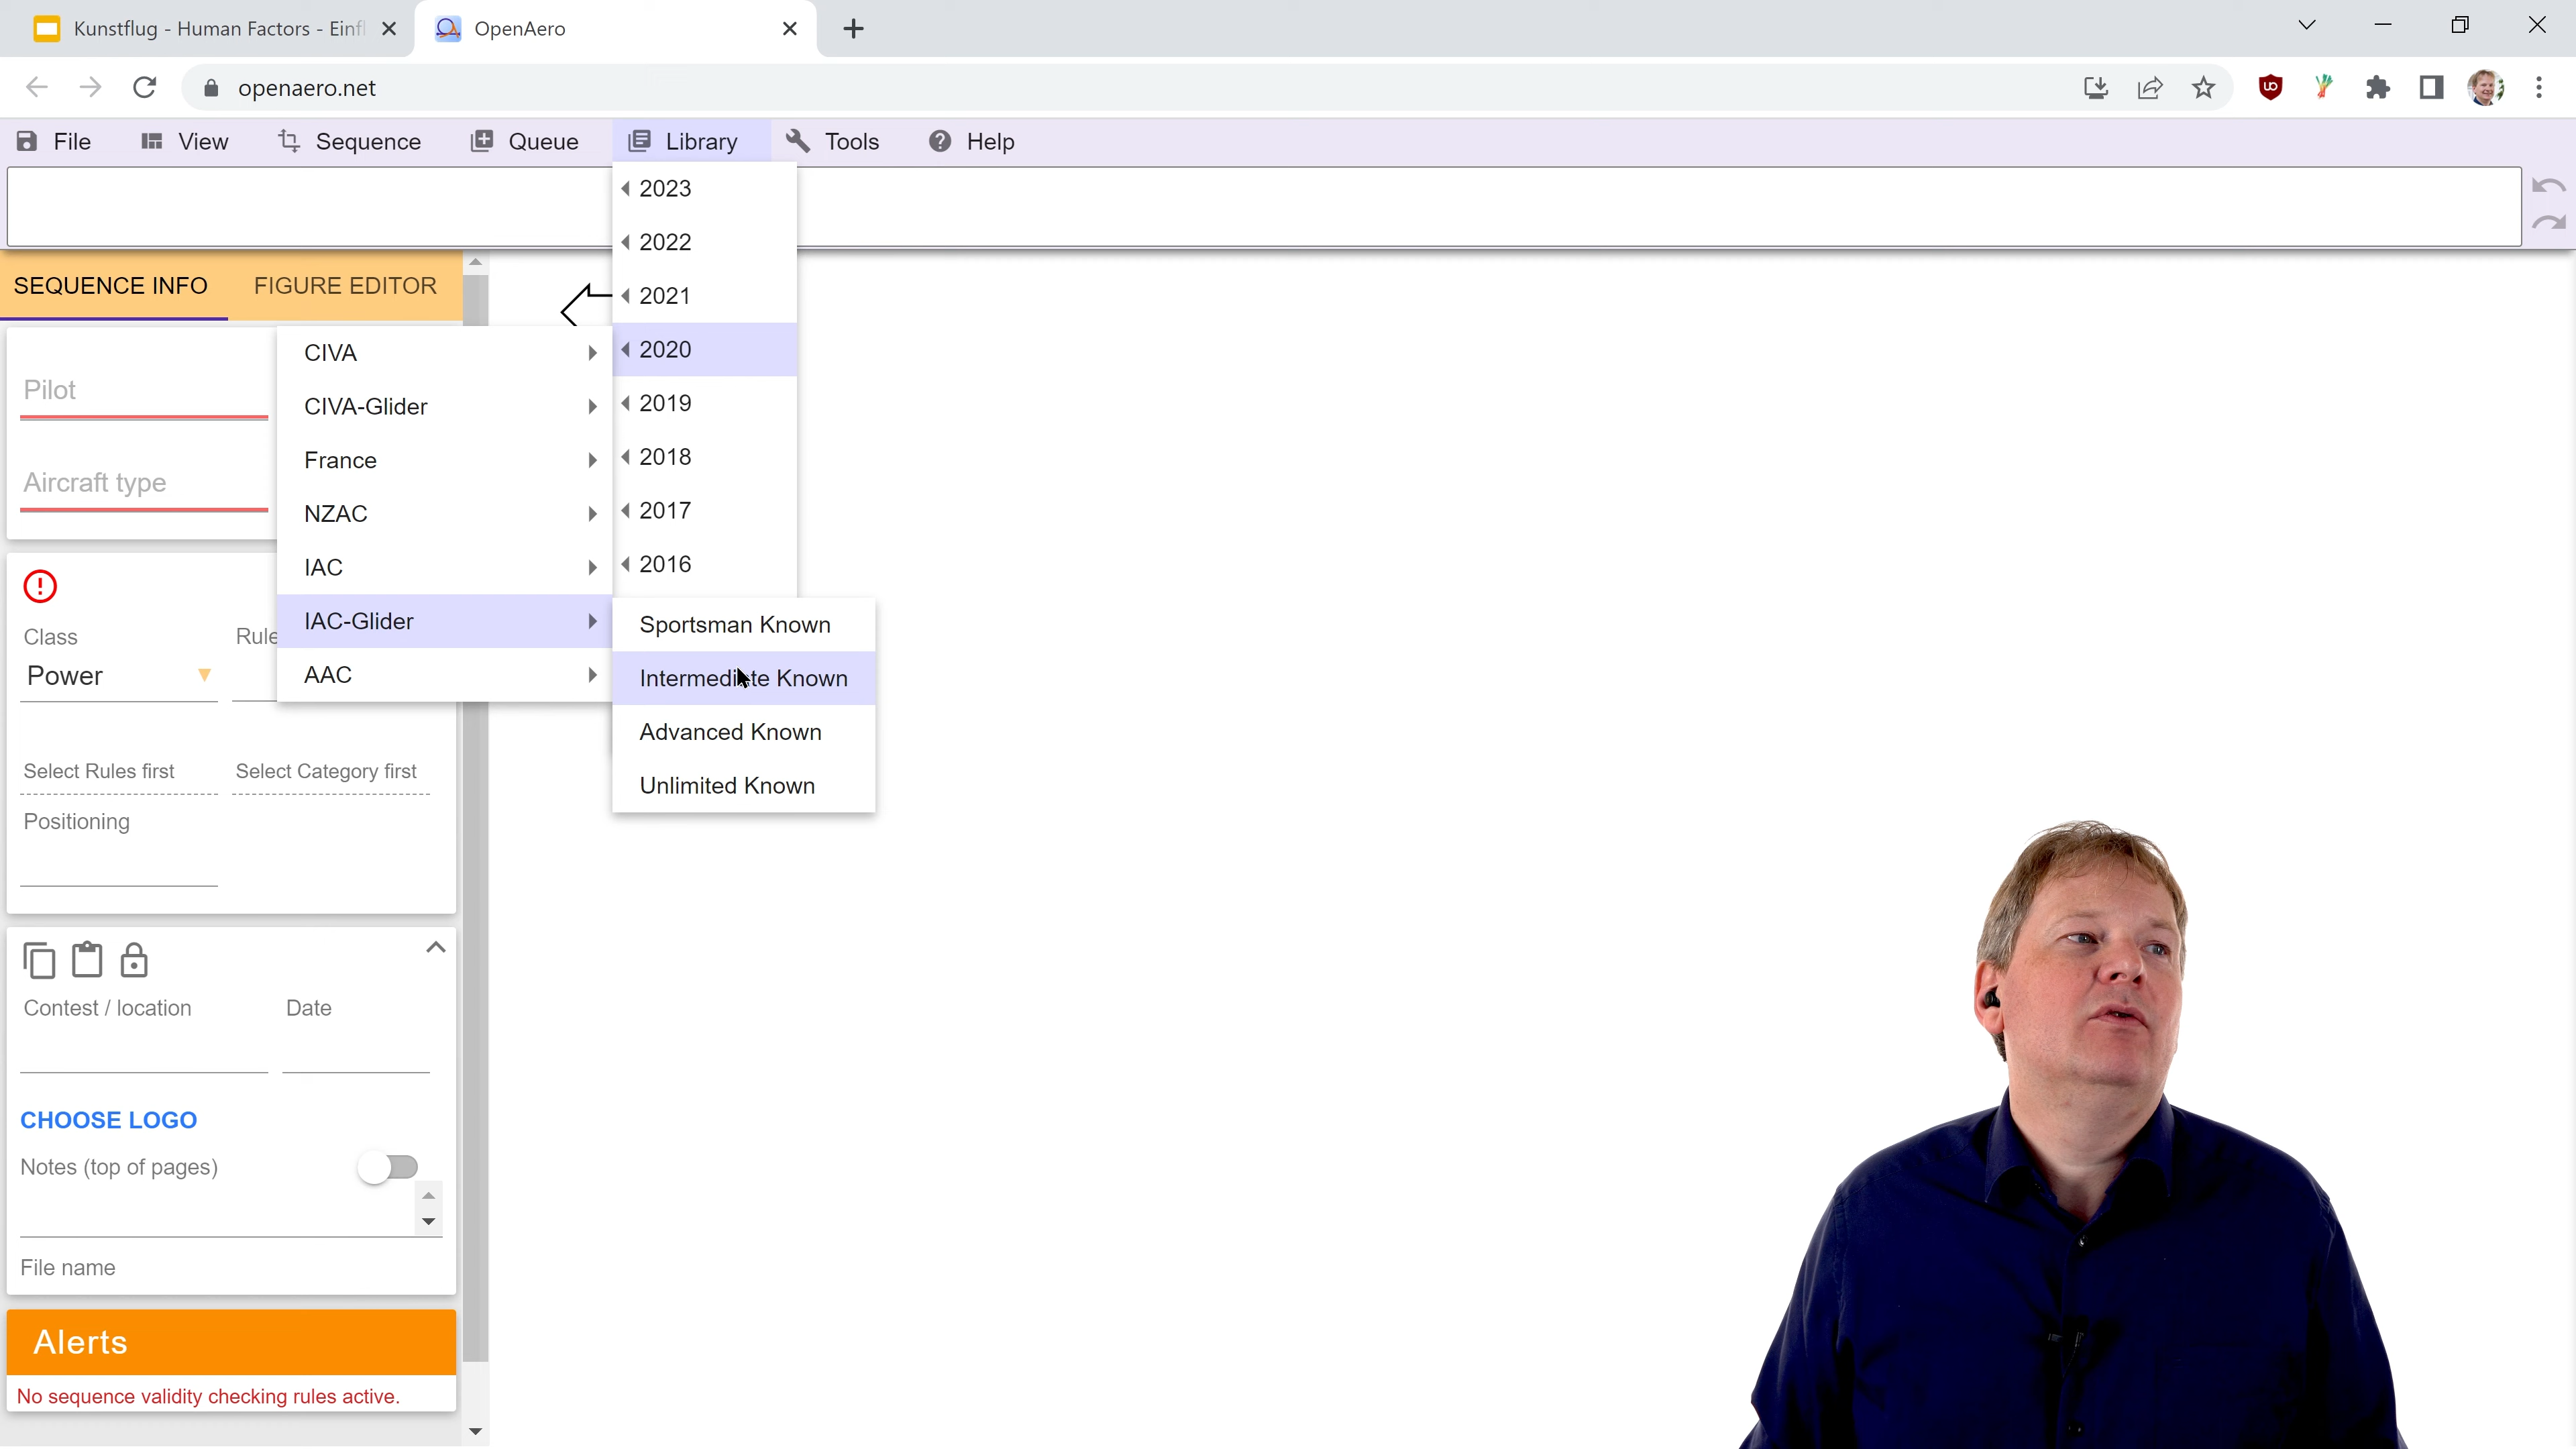 Kunstflug - Human Factors - Einf
OpenAero
openaero.net
File
View
Sequence
Queue
Library
Tools
Help
2023
2022
2021
2020
2019
2018
2017
2016
SEQUENCE INFO
FIGURE EDITOR
Pilot
Aircraft type
CIVA
CIVA-Glider
France
NZAC
IAC
IAC-Glider
AAC
Sportsman Known
Intermediate Known
Advanced Known
Unlimited Known
Class
Rule
Power
Select Rules first
Select Category first
Positioning
Contest / location
Date
CHOOSE LOGO
Notes (top of pages)
File name
Alerts
No sequence validity checking rules active.